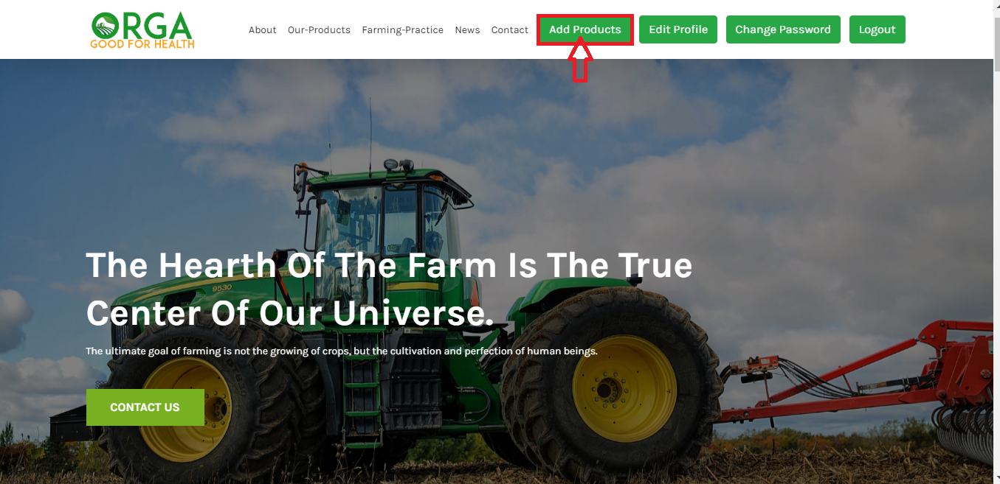 ORGA
GOOD FOR HEALTH
About Our-Products Farming-Practice News Contact Add Products Edit Profile Change Password Logout
9530
The Hearth Of The Farm Is The True
Center Of Our Universe.
The ultimate goal of farming is not the growing of crops, but the cultivation and perfection of human beings.
CONTACT US